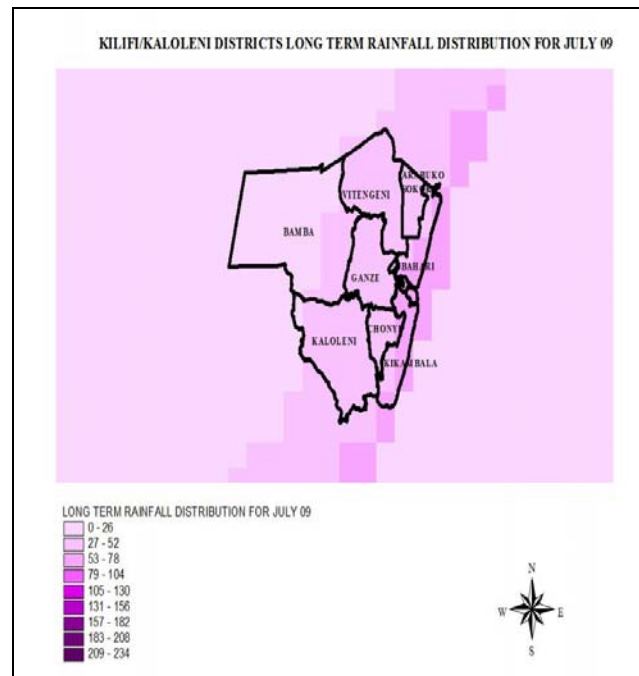 KILIFI/KALOLENI DISTRICTS LONG TERM RAINFALL DISTRIBUTION FOR JULY 09
ARABUKO
SOKOKE
VITENGENI
BAMBA
BAHARI
GANZE
CHONYI
KALOLENI
KIKAMBALA
LONG TERM RAINFALL DISTRIBUTION FOR JULY 09
0 - 26
27 - 52
53 - 78
79 - 104
105 - 130
131 - 156
157 - 182
183 - 208
209 - 234
N
W E
S